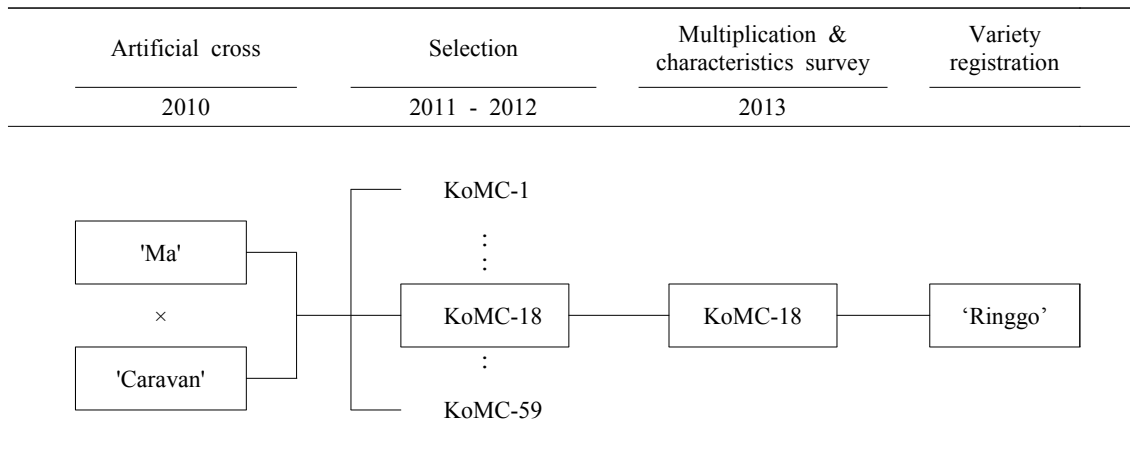 Artificial cross
Selection
Multiplication &
characteristics survey
Variety
registration
2010
2011 - 2012
2013
KoMC-1
'Ma'
×
'Caravan'
KoMC-18
KoMC-59
KoMC-18
‘Ringgo’